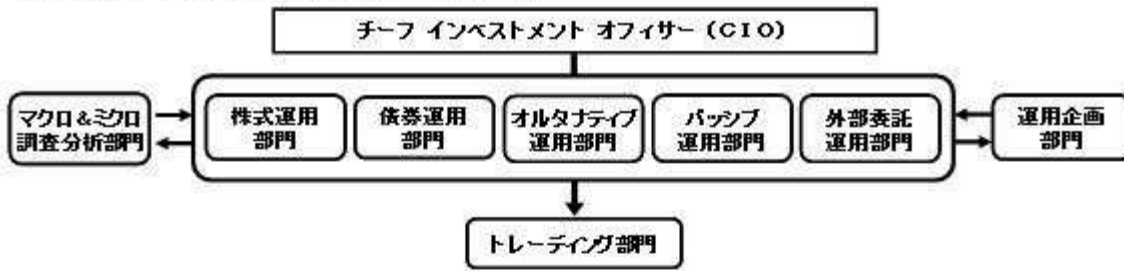 チーフ インベストメント オフィサー (CIO)
マクロ＆ミクロ
調査分析部門
株式運用
部門
債券運用
部門
オルタナティブ
運用部門
パッシブ
運用部門
外部委託
運用部門
運用企画
部門
トレーディング部門